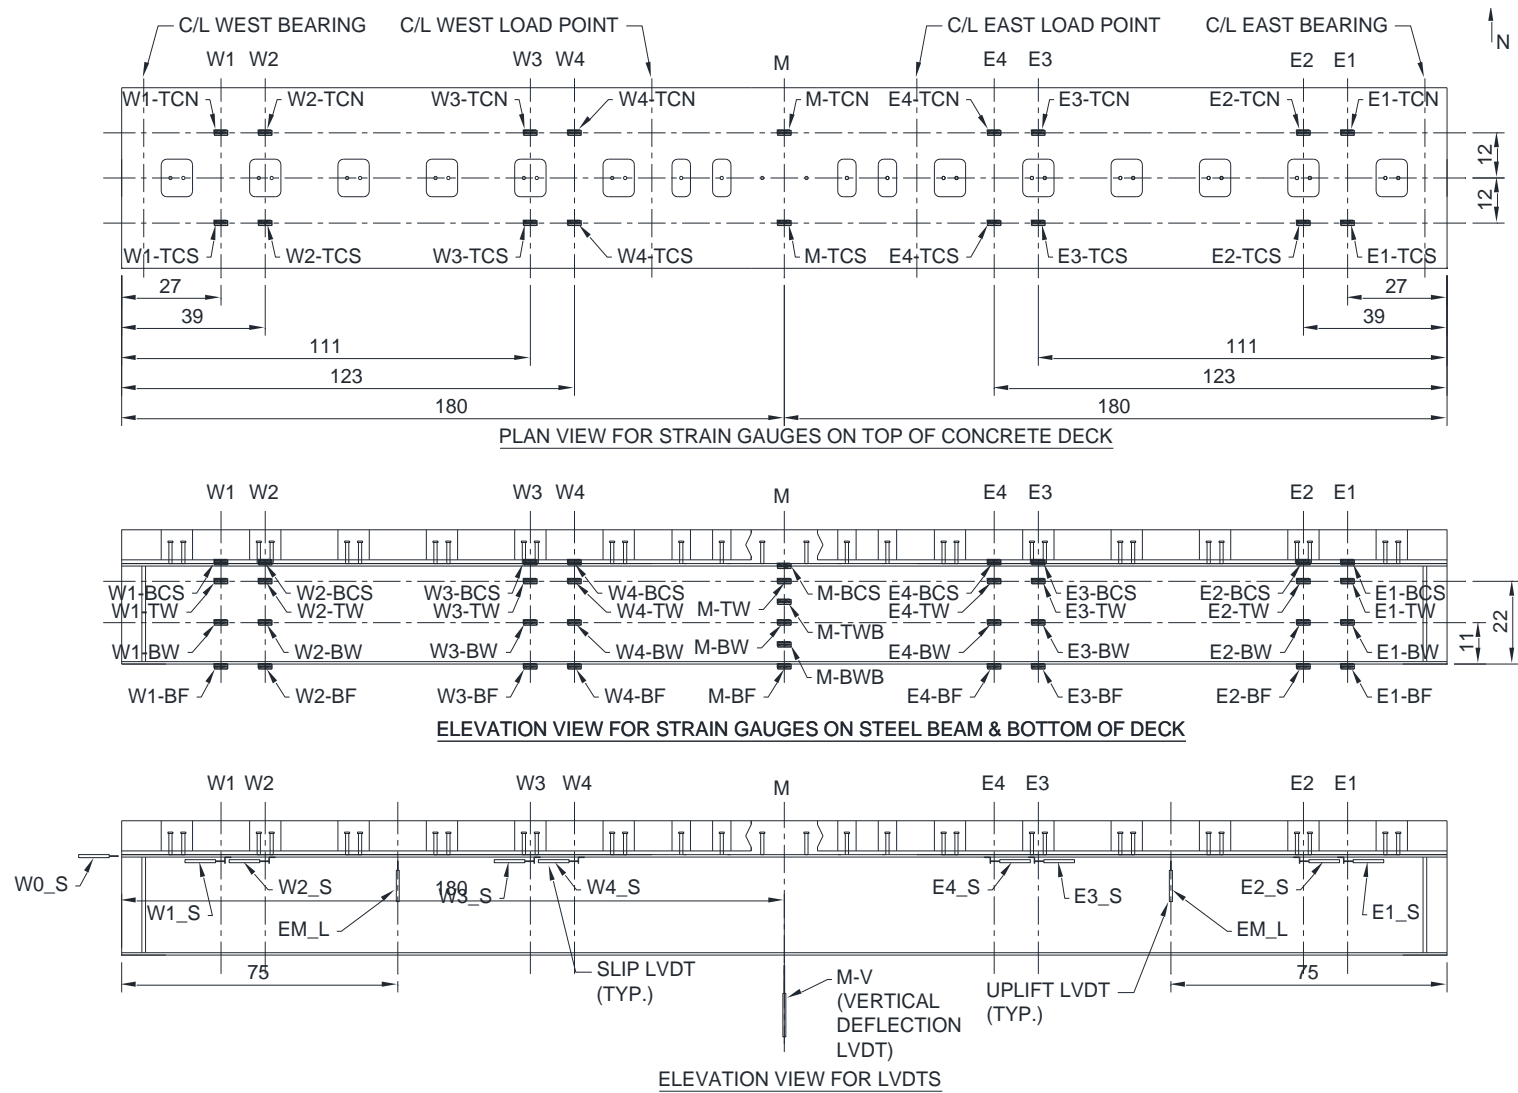 C/L WEST BEARING C/L WEST LOAD POINT C/L EAST LOAD POINT C/L EAST BEARING
N
W1 W2 W3 W4 M E4 E3 E2 E1
W1-TCN W2-TCN W3-TCN W4-TCN M-TCN E4-TCN E3-TCN E2-TCN E1-TCN
12
12
W1-TCS W2-TCS W3-TCS W4-TCS M-TCS E4-TCS E3-TCS E2-TCS E1-TCS
27 27
39 39
111 111
123 123
180 180
PLAN VIEW FOR STRAIN GAUGES ON TOP OF CONCRETE DECK
W1 W2 W3 W4 M E4 E3 E2 E1
W1-BCS W2-BCS W3-BCS W4-BCS M-BCS E4-BCS E3-BCS E2-BCS E1-BCS
W1-TW W2-TW W3-TW W4-TW M-TW E4-TW E3-TW E2-TW E1-TW
22
M-TWB
11
W1-BW W2-BW W3-BW W4-BW M-BW E4-BW E3-BW E2-BW E1-BW
M-BWB
W1-BF W2-BF W3-BF W4-BF M-BF E4-BF E3-BF E2-BF E1-BF
ELEVATION VIEW FOR STRAIN GAUGES ON STEEL BEAM & BOTTOM OF DECK
W1 W2 W3 W4 M E4 E3 E2 E1
W0_S W2_S 180 W3_S W4_S E4_S E3_S E2_S
W1_S E1_S
EM_L EM_L
75 75
SLIP LVDT
(TYP.)
M-V
(VERTICAL
DEFLECTION
LVDT)
UPLIFT LVDT
(TYP.)
ELEVATION VIEW FOR LVDTS